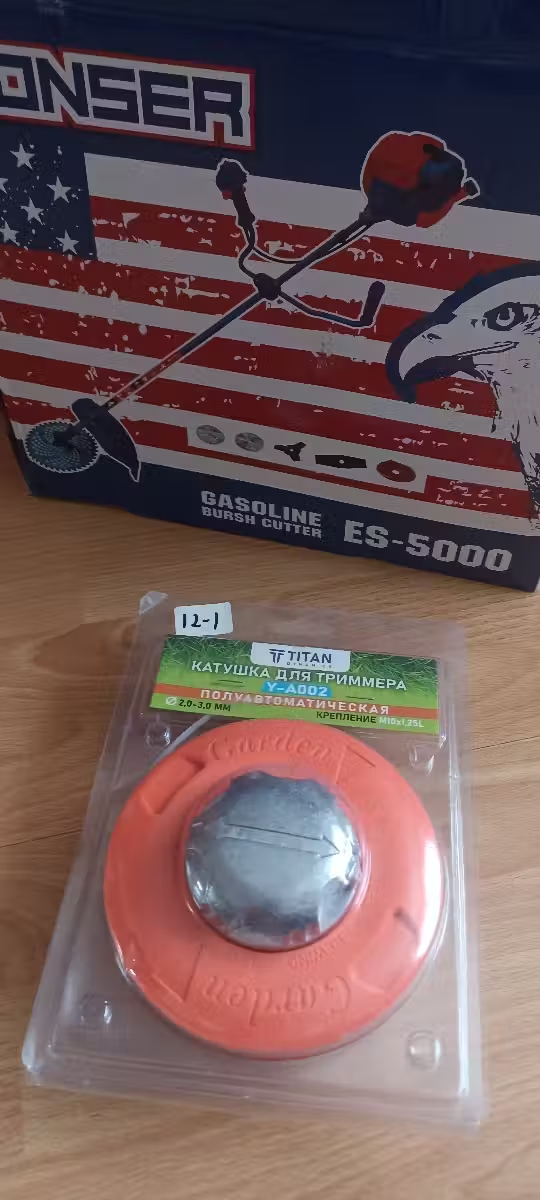 ONSER
GASOLINE
BURSH CUTTER
ES-5000
12-1
TITAN
КАТУШКА ДЛЯ ТРИММЕРА
Y-A002
ПОЛУАВТОМАТИЧЕСКАЯ
Ø 2,0-3,0 ММ
КРЕПЛЕНИЕ M10x1,25L
Garden
Garden